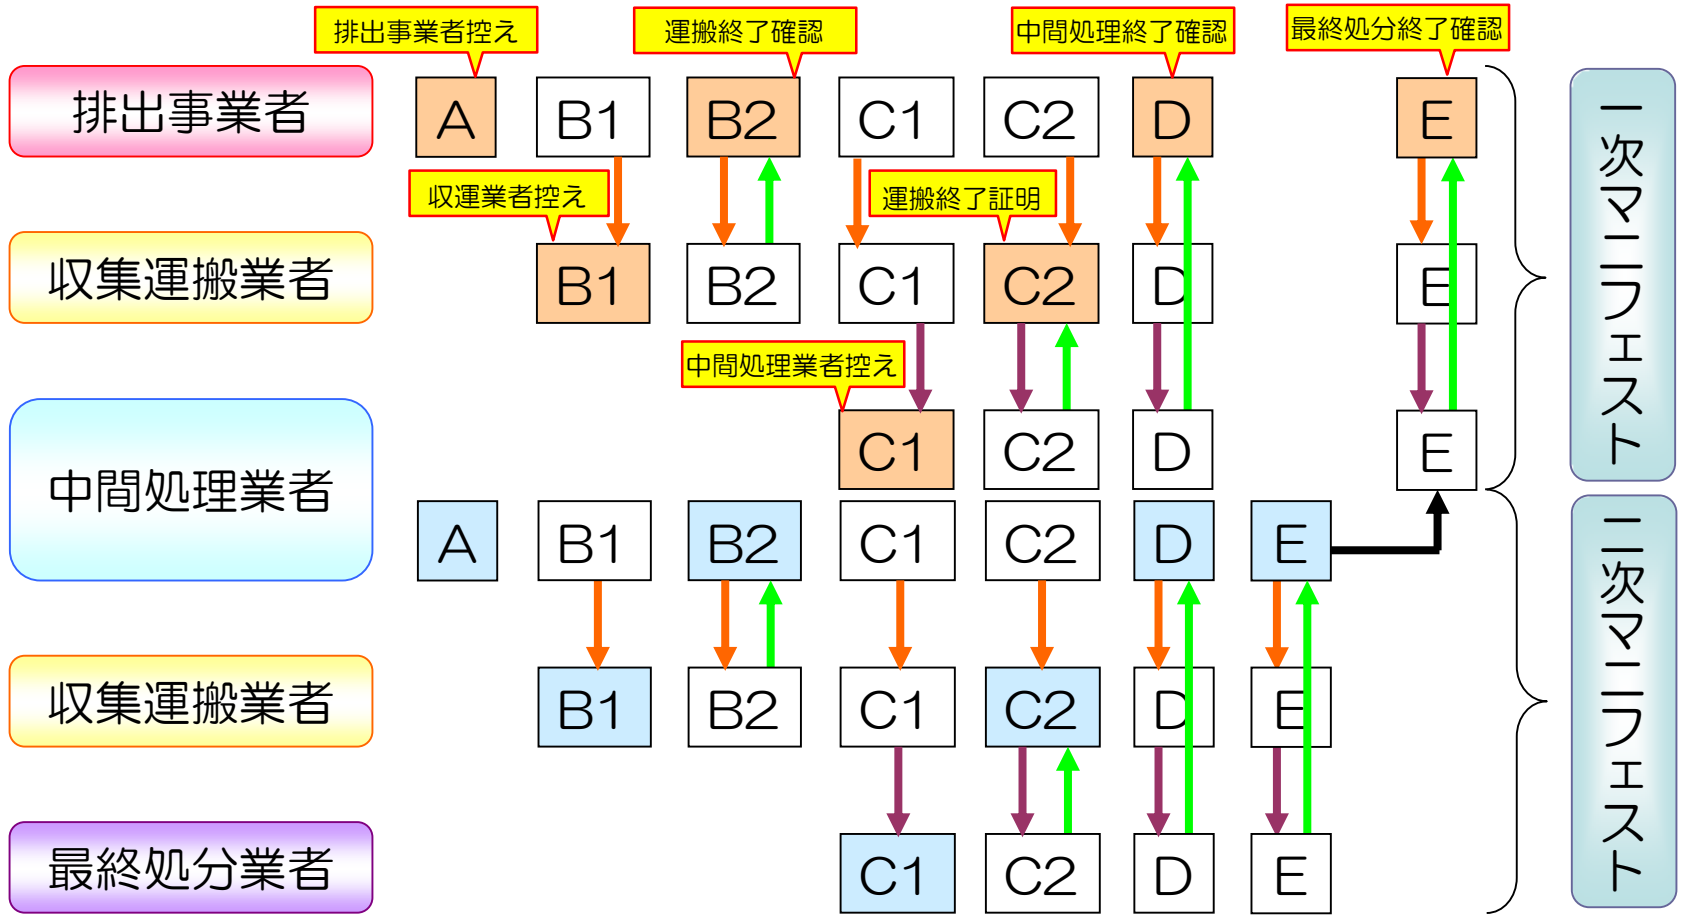 排出事業者控え 運搬終了確認 中間処理終了確認 最終処分終了確認
排出事業者 A B1 B2 C1 C2 D E
収運業者控え 運搬終了証明
収集運搬業者 B1 B2 C1 C2 D E
中間処理業者控え
C1 C2 D E
中間処理業者
A B1 B2 C1 C2 D E
収集運搬業者 B1 B2 C1 C2 D E
最終処分業者 C1 C2 D E
一次マニフェスト
二次マニフェスト